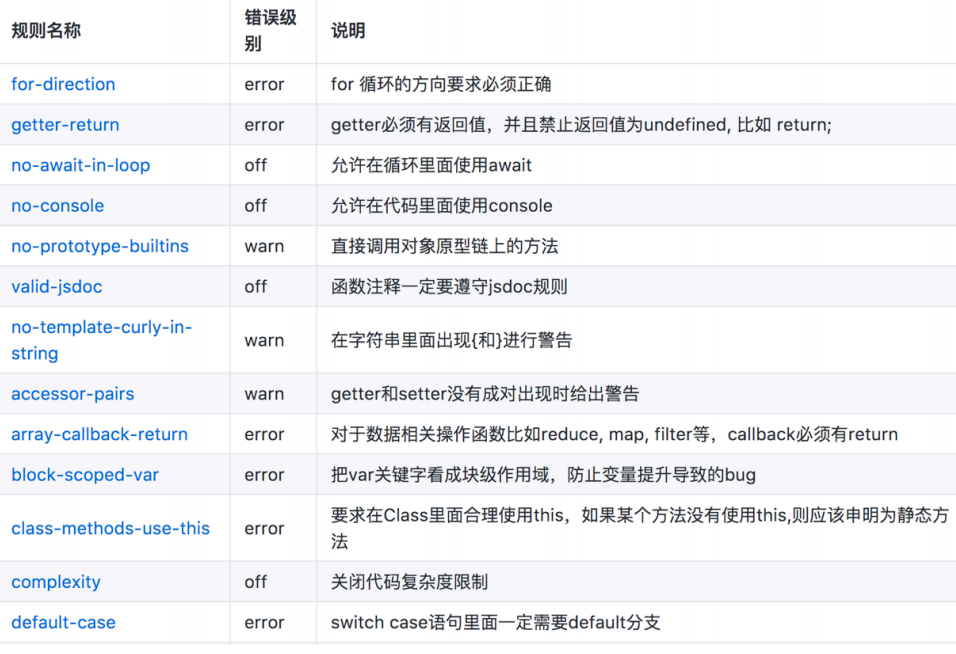 规则名称 错误级别 说明
for-direction error for 循环的方向要求必须正确
getter-return error getter必须有返回值，并且禁止返回值为undefined, 比如 return;
no-await-in-loop off 允许在循环里面使用await
no-console off 允许在代码里面使用console
no-prototype-builtins warn 直接调用对象原型链上的方法
valid-jsdoc off 函数注释一定要遵守jsdoc规则
no-template-curly-in-
string warn 在字符串里面出现{和}进行警告
accessor-pairs warn getter和setter没有成对出现时给出警告
array-callback-return error 对于数据相关操作函数比如reduce, map, filter等，callback必须有return
block-scoped-var error 把var关键字看成块级作用域，防止变量提升导致的bug
class-methods-use-this error 要求在Class里面合理使用this，如果某个方法没有使用this,则应该申明为静态方
法
complexity off 关闭代码复杂度限制
default-case error switch case语句里面一定需要default分支